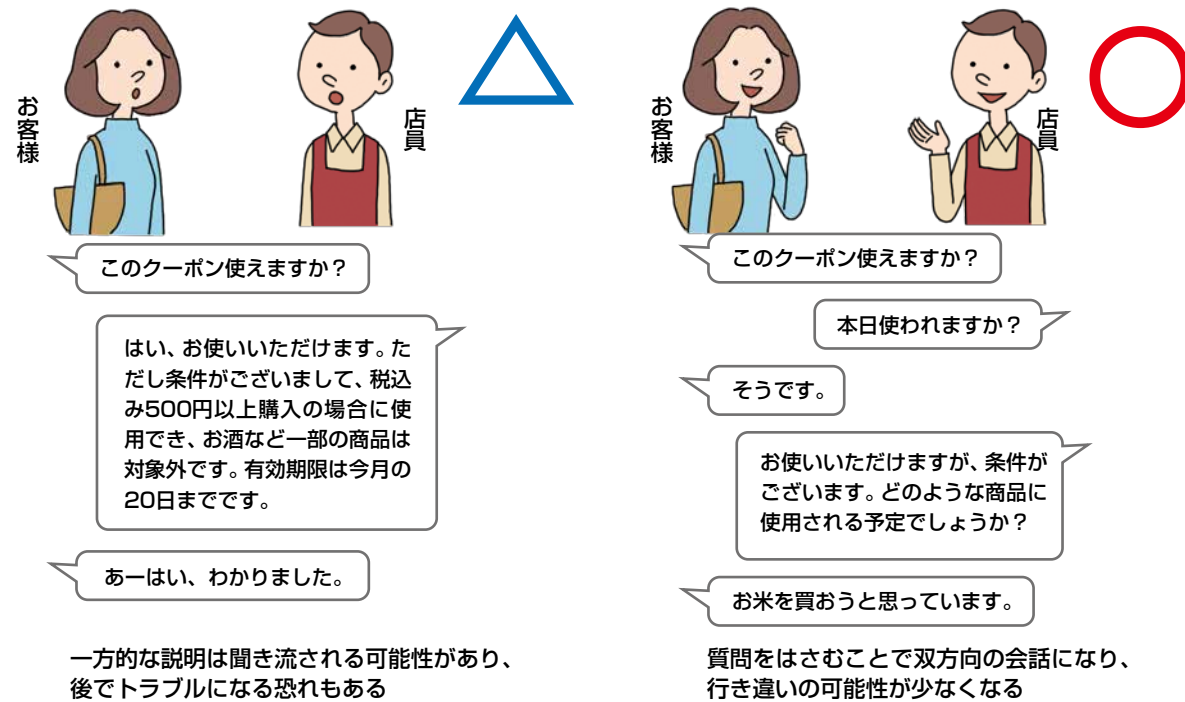 お客様
店員
このクーポン使えますか？
はい、お使いいただけます。た
だし条件がございまして、税込
み500円以上購入の場合に使
用でき、お酒など一部の商品は
対象外です。有効期限は今月の
20日までです。
あーはい、わかりました。
一方的な説明は聞き流される可能性があり、
後でトラブルになる恐れもある
お客様
店員
このクーポン使えますか？
本日使われますか？
そうです。
お使いいただけますが、条件が
ございます。どのような商品に
使用される予定でしょうか？
お米を買おうと思っています。
質問をはさむことで双方向の会話になり、
行き違いの可能性が少なくなる